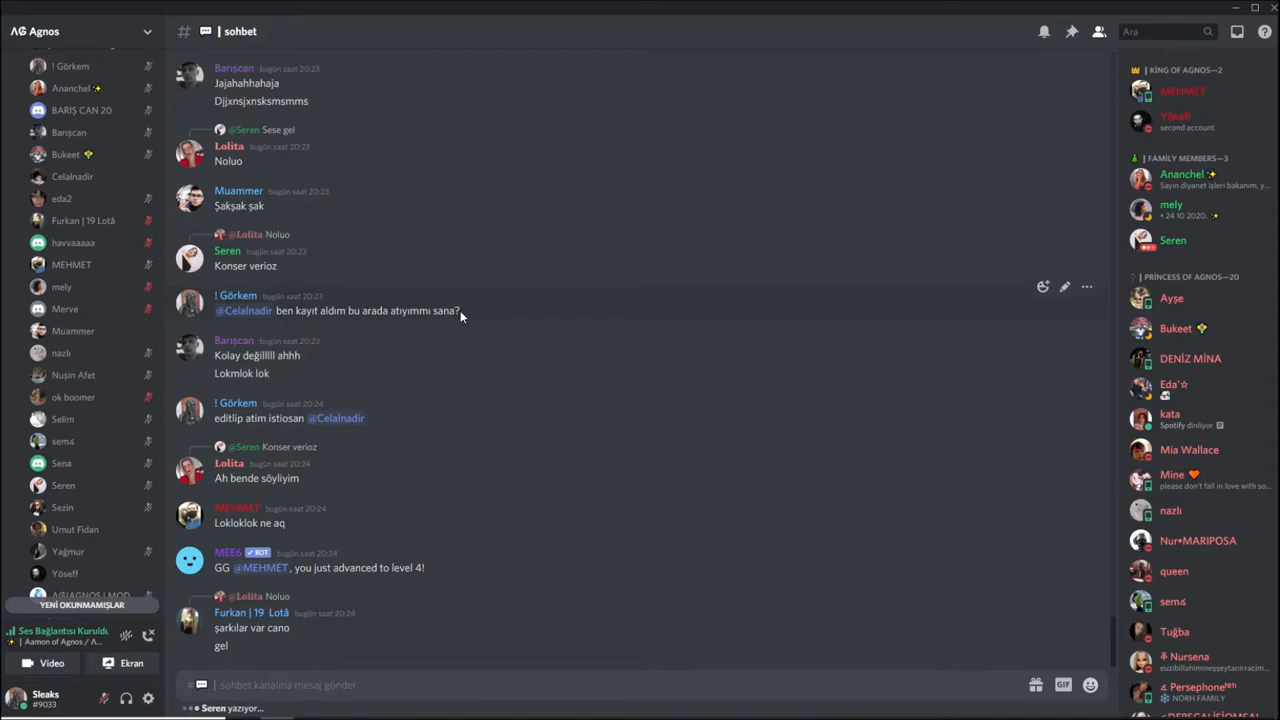 ΛG Agnos
! Görkem
Ananchel
BARIŞ CAN 20
Barışcan
Bukeet
Celalnadir
eda2
Furkan | 19 Lotâ
havvaaaaa
MEHMET
mely
Merve
Muammer
nazlı
Nuşin Afet
ok boomer
Selim
sem∡
Sena
Seren
Sezin
Umut Fidan
Yağmur
Yöseff
YENİ OKUNMAMIŞLAR
Ses Bağlantısı Kuruldu
| Aamon of Agnos / Λ...
Video
Ekran
Sleaks
#9033
# | sohbet
Barışcan bugün saat 20:23
Jajahahhahaja
Djjxnsjxnsksmsmms
@Seren Sese gel
Lolita bugün saat 20:23
Noluo
Muammer bugün saat 20:23
Şakşak şak
@Lolita Noluo
Seren bugün saat 20:23
Konser verioz
! Görkem bugün saat 20:23
@Celalnadir ben kayıt aldım bu arada atıyımmı sana?
Barışcan bugün saat 20:23
Kolay değilllll ahhh
Lokmlok lok
! Görkem bugün saat 20:24
editlip atim istiosan @Celalnadir
@Seren Konser verioz
Lolita bugün saat 20:24
Ah bende söyliyim
MEHMET bugün saat 20:24
Lokloklok ne aq
MEE6 BOT bugün saat 20:24
GG @MEHMET, you just advanced to level 4!
@Lolita Noluo
Furkan | 19 Lotâ bugün saat 20:24
şarkılar var cano
gel
# | sohbet kanalına mesaj gönder
GIF
Seren yazıyor...
Ara
| KING OF AGNOS—2
MEHMET
Yöseff
second account
| FAMILY MEMBERS—3
Ananchel
Sayın diyanet işleri bakanım, y...
mely
+ 24 10 2020.
Seren
| PRINCESS OF AGNOS—20
Ayşe
Bukeet
DENİZ MİNA
Eda'☆
kata
Spotify dinliyor
Mia Wallace
Mine
please don't fall in love with so...
nazlı
Nur•MARIPOSA
queen
sem∡
Tuğba
Nursena
euzibillahimineşşeytanirracim...
Persephone
NORH FAMILY